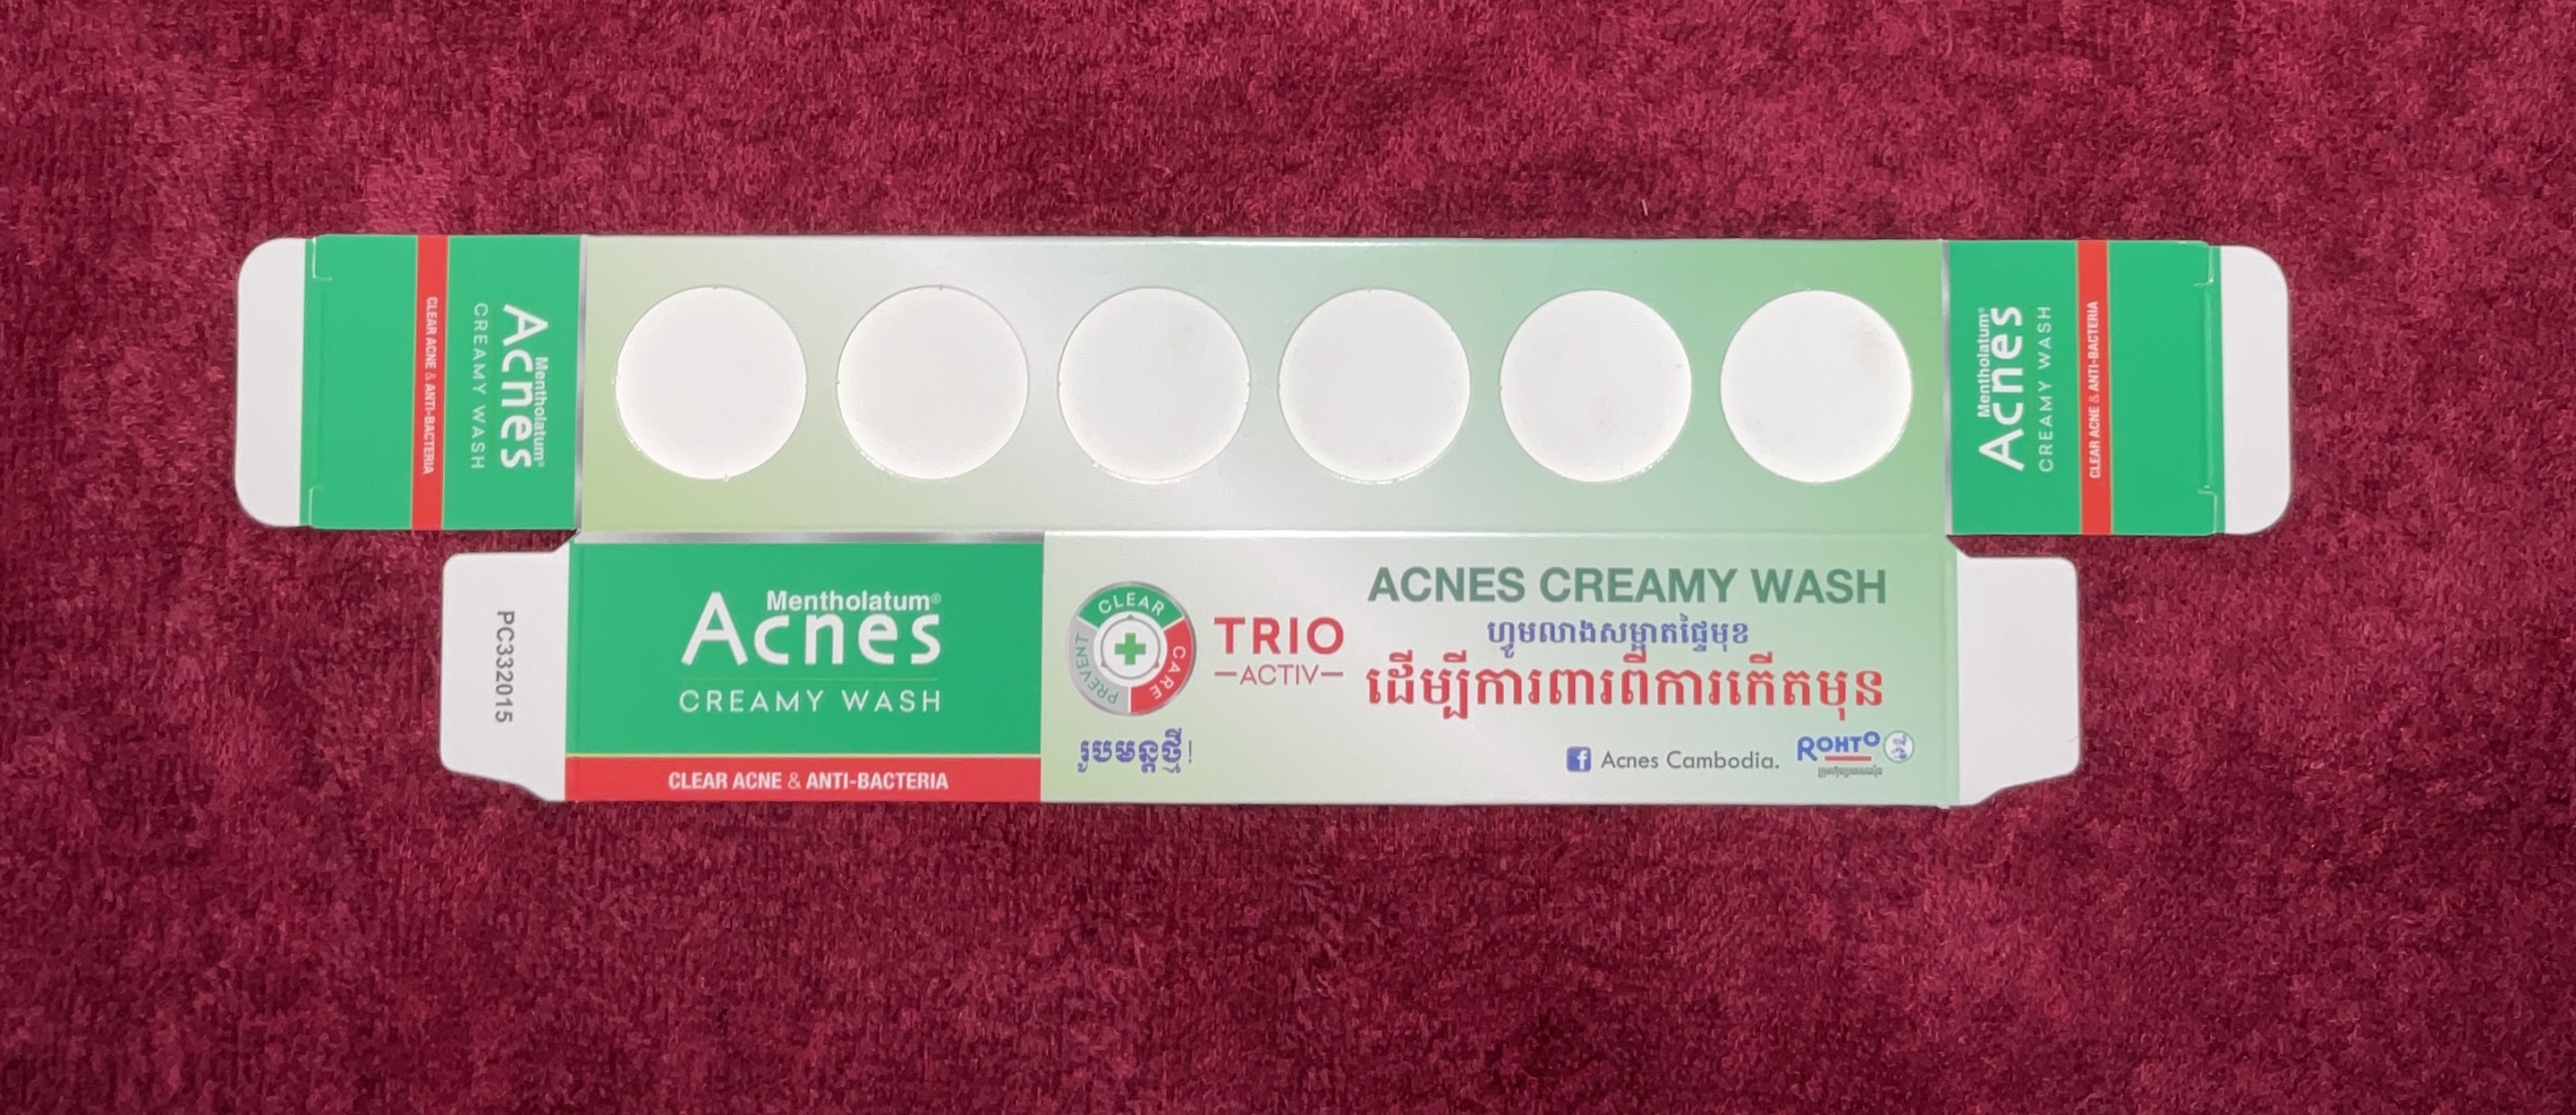 Mentholatum®
Acnes
CREAMY WASH
CLEAR ACNE & ANTI-BACTERIA
Mentholatum®
Acnes
CREAMY WASH
CLEAR ACNE & ANTI-BACTERIA
PC332015
Mentholatum®
Acnes
CREAMY WASH
CLEAR ACNE & ANTI-BACTERIA
CLEAR
CARE
PREVENT
TRIO
ACTIV
រូបមន្តថ្មី!
ACNES CREAMY WASH
ហ្វូមលាងសម្អាតផ្ទៃមុខ
ដើម្បីការពារពីការកើតមុន
Acnes Cambodia.
ROHTO